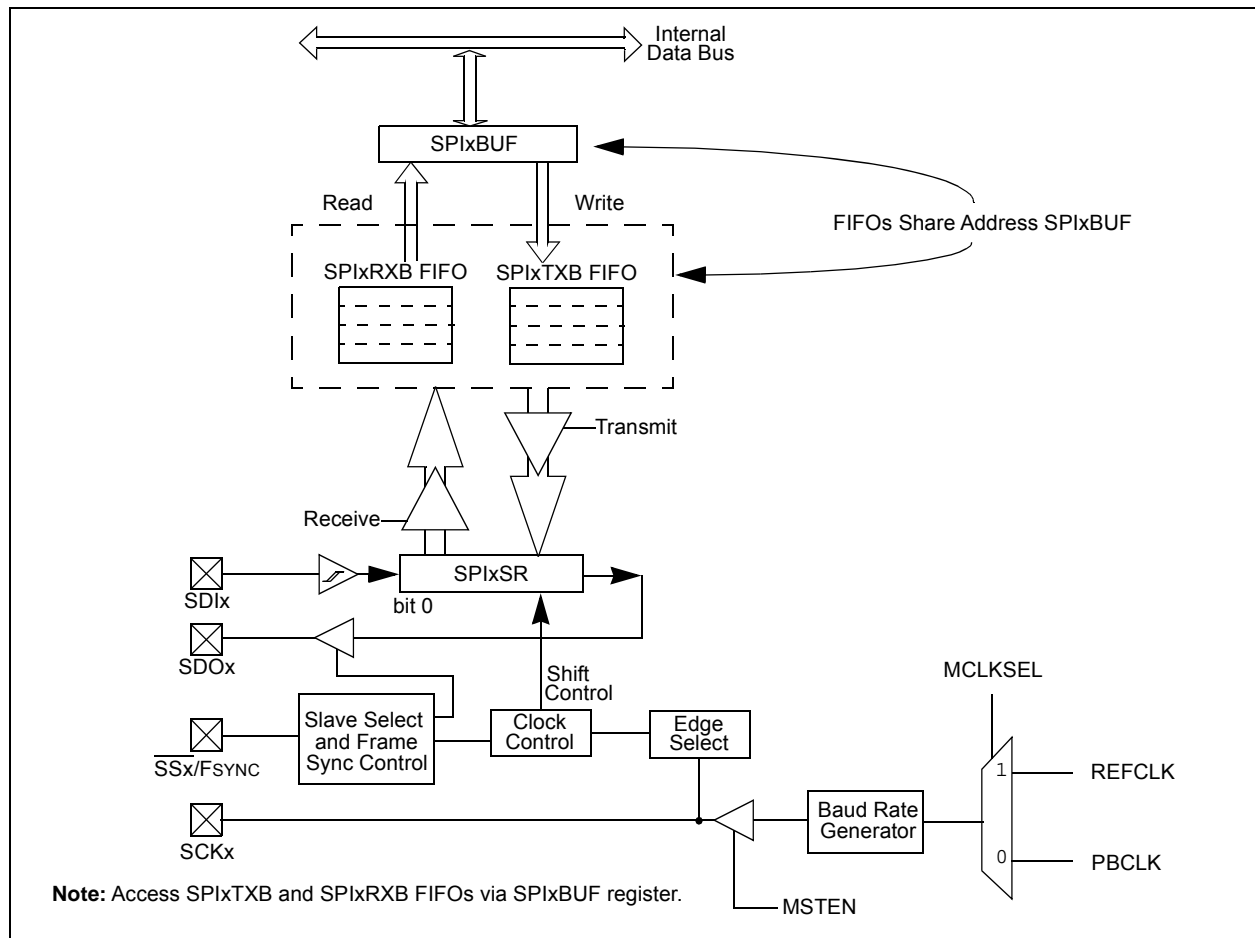 Internal
Data Bus
SPIxBUF
Read
Write
FIFOs Share Address SPIxBUF
SPIxRXB FIFO
SPIxTXB FIFO
Transmit
Receive
SPIxSR
SDIx
bit 0
SDOx
Shift
Control
MCLKSEL
Slave Select
and Frame
Sync Control
Clock
Control
Edge
Select
SSx/FSYNC
1
REFCLK
Baud Rate
Generator
SCKx
0
PBCLK
Note: Access SPIxTXB and SPIxRXB FIFOs via SPIxBUF register.
MSTEN